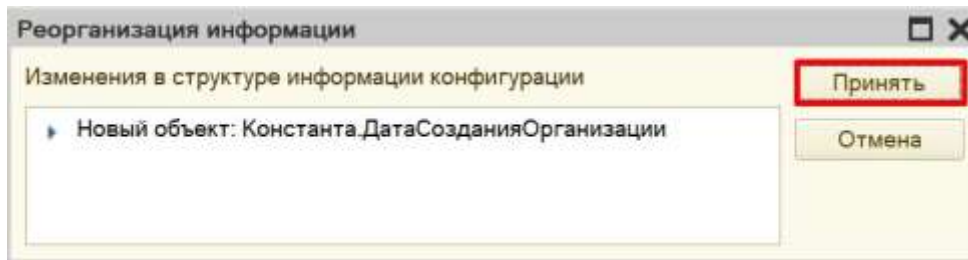 Реорганизация информации
Изменения в структуре информации конфигурации
Принять
Новый объект: Константа.ДатаСозданияОрганизации
Отмена